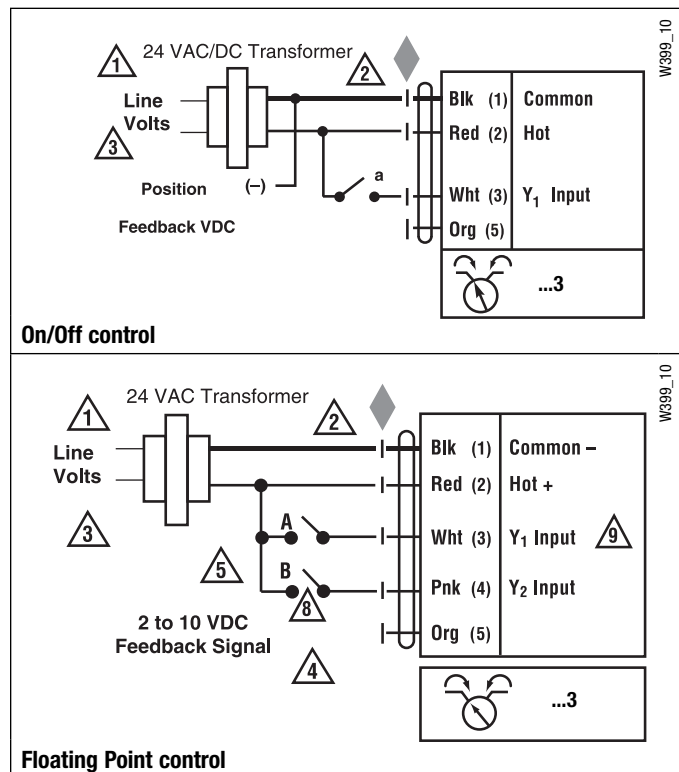 W399_10
24 VAC/DC Transformer
1
2
Line
Volts
3
Blk (1) Common
Red (2) Hot
a
Position (–)
Wht (3) Y₁ Input
Feedback VDC
Org (5)
...3
On/Off control
W399_10
24 VAC Transformer
1
2
Line
Volts
3
Blk (1) Common –
Red (2) Hot +
A
Wht (3) Y₁ Input
9
5
B
8
Pnk (4) Y₂ Input
2 to 10 VDC
Feedback Signal
Org (5)
4
...3
Floating Point control